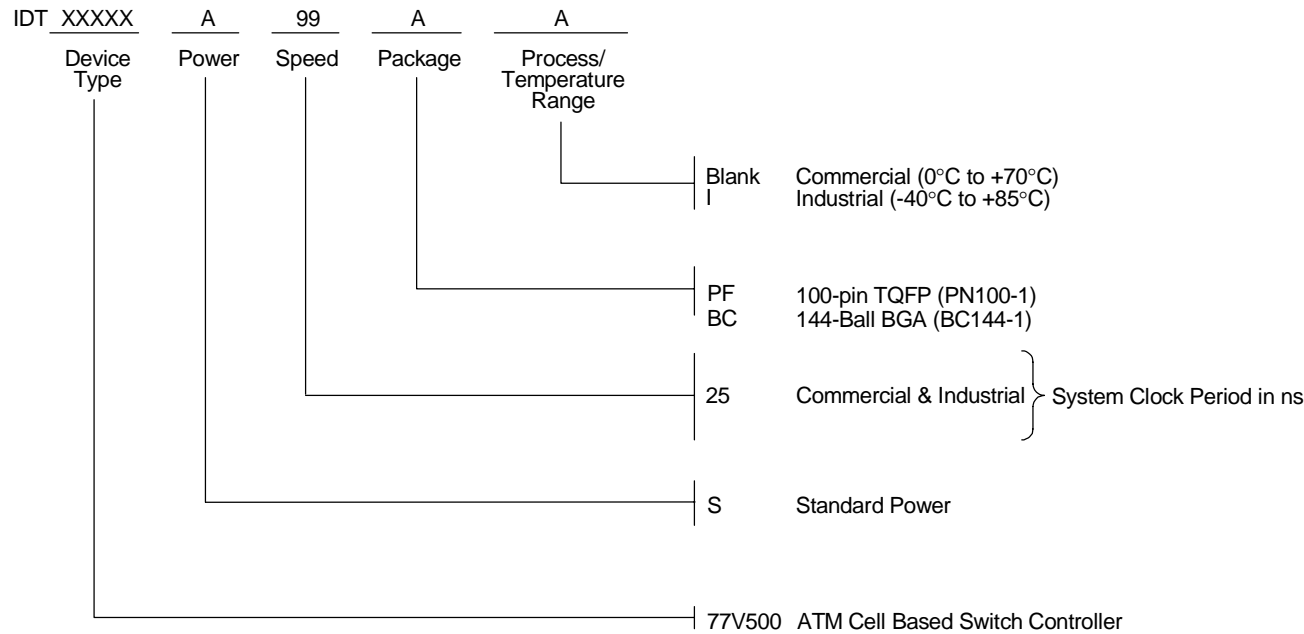 IDT XXXXX A 99 A A
Device Type Power Speed Package Process/ Temperature Range
Blank Commercial (0°C to +70°C)
I Industrial (-40°C to +85°C)
PF 100-pin TQFP (PN100-1)
BC 144-Ball BGA (BC144-1)
25 Commercial & Industrial System Clock Period in ns
S Standard Power
77V500 ATM Cell Based Switch Controller